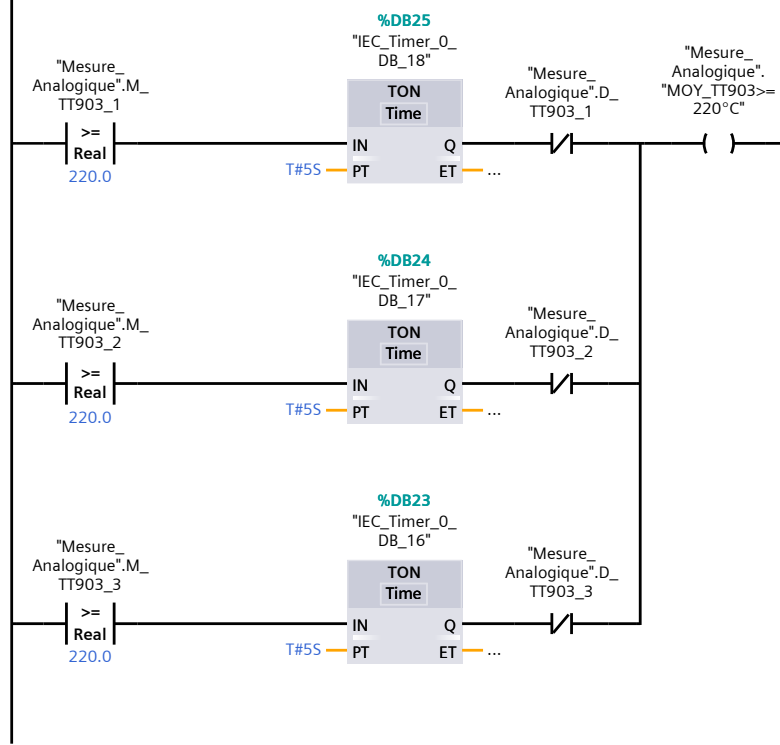 %DB25
"IEC_Timer_0_
DB_18"
"Mesure_
Analogique".M_
TT903_1
>=
Real
220.0
TON
Time
IN
Q
T#5S
PT
ET
...
"Mesure_
Analogique".D_
TT903_1
"Mesure_
Analogique".
"MOY_TT903>=
220°C"
%DB24
"IEC_Timer_0_
DB_17"
"Mesure_
Analogique".M_
TT903_2
>=
Real
220.0
TON
Time
IN
Q
T#5S
PT
ET
...
"Mesure_
Analogique".D_
TT903_2
%DB23
"IEC_Timer_0_
DB_16"
"Mesure_
Analogique".M_
TT903_3
>=
Real
220.0
TON
Time
IN
Q
T#5S
PT
ET
...
"Mesure_
Analogique".D_
TT903_3